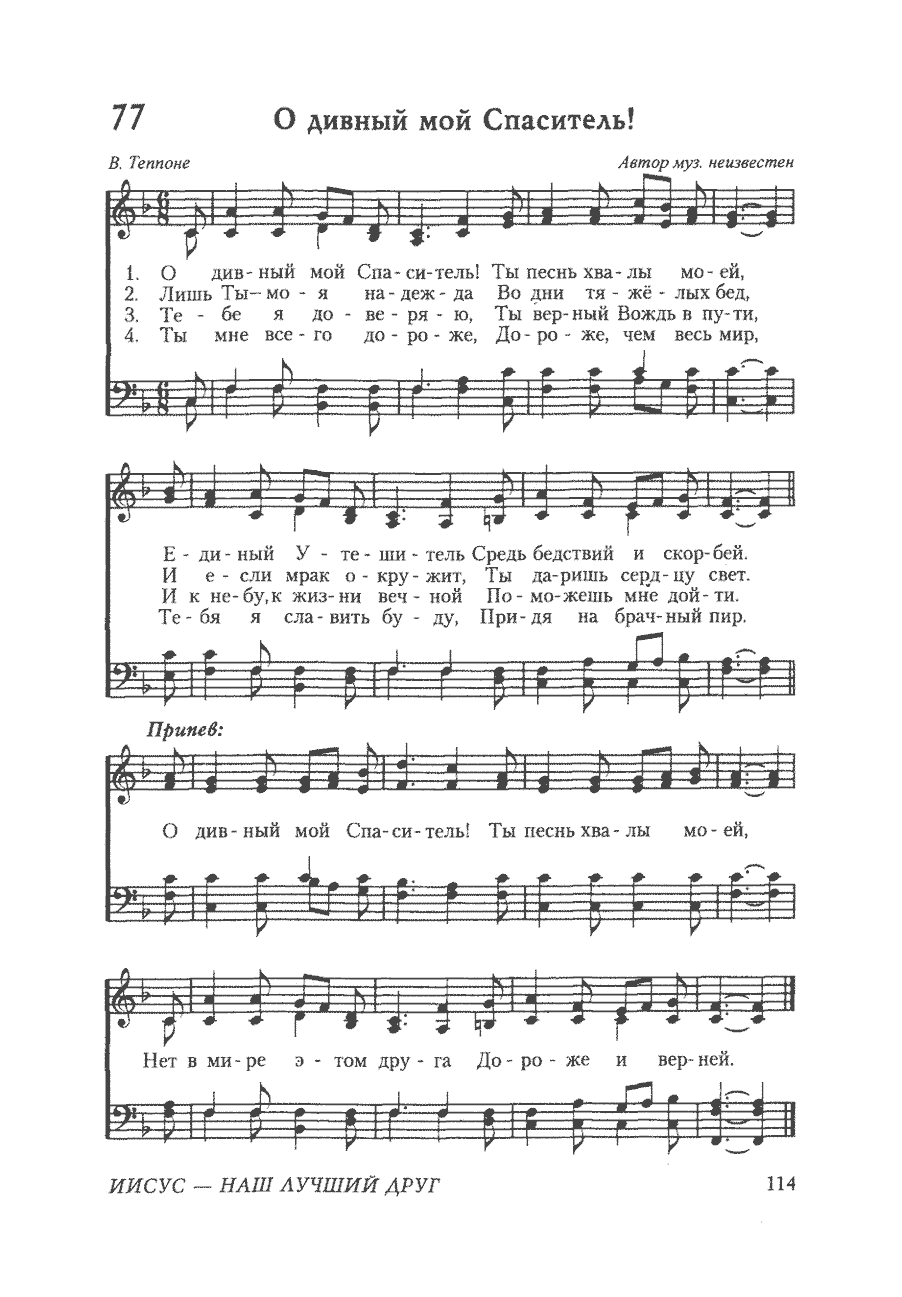 77 О дивный мой Спаситель!
В. Теппоне Автор муз. неизвестен
1. О див- ный мой Спа- си- тель! Ты песнь хва- лы мо- ей,
2. Лишь Ты— мо - я на- деж - да Во дни тя - жё - лых бед,
3. Те - бе я до - ве - ря - ю, Ты вер- ный Вождь в пу- ти,
4. Ты мне все - го до - ро - же, До - ро - же, чем весь мир,
Е - ди - ный У - те - ши - тель Средь бедствий и скор- бей.
И е - сли мрак о - кру - жит, Ты да- ришь серд- цу свет.
И к не- бу, к жиз- ни веч - ной По - мо- жешь мне дой - ти.
Те - бя я сла - вить бу - ду, При- дя на брач- ный пир.
Припев:
О див - ный мой Спа- си - тель! Ты песнь хва - лы мо - ей,
Нет в ми - ре э - том дру - га До - ро - же и вер- ней.
ИИСУС — НАШ ЛУЧШИЙ ДРУГ 114